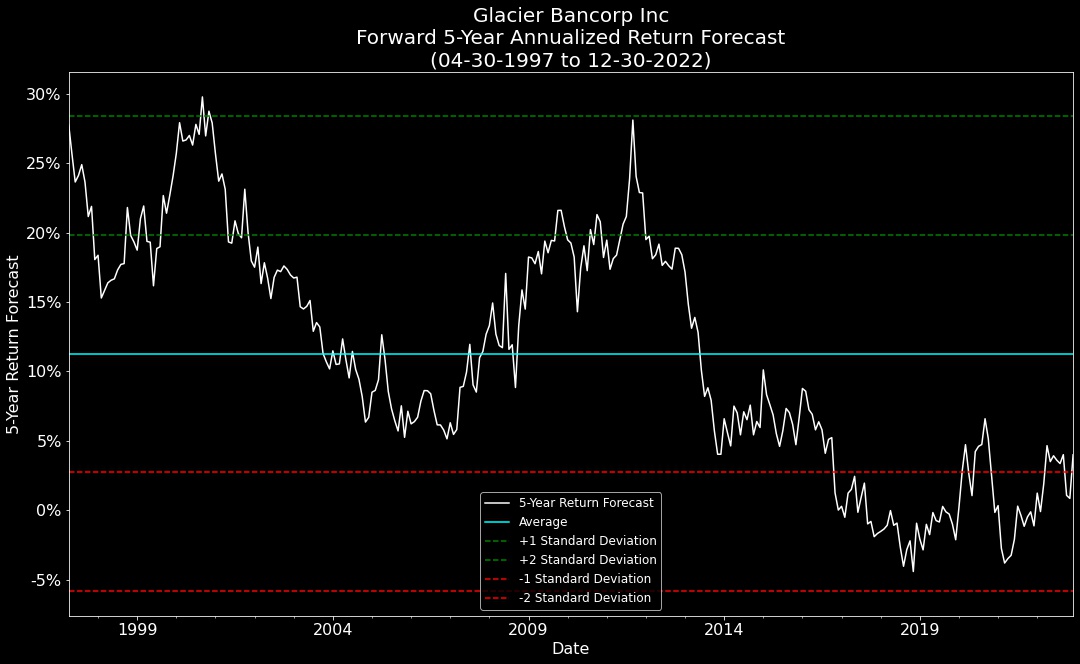 Glacier Bancorp Inc
Forward 5-Year Annualized Return Forecast
(04-30-1997 to 12-30-2022)
5-Year Return Forecast
30%
25%
20%
15%
10%
5%
0%
-5%
5-Year Return Forecast
Average
+1 Standard Deviation
+2 Standard Deviation
-1 Standard Deviation
-2 Standard Deviation
1999
2004
2009
2014
2019
Date